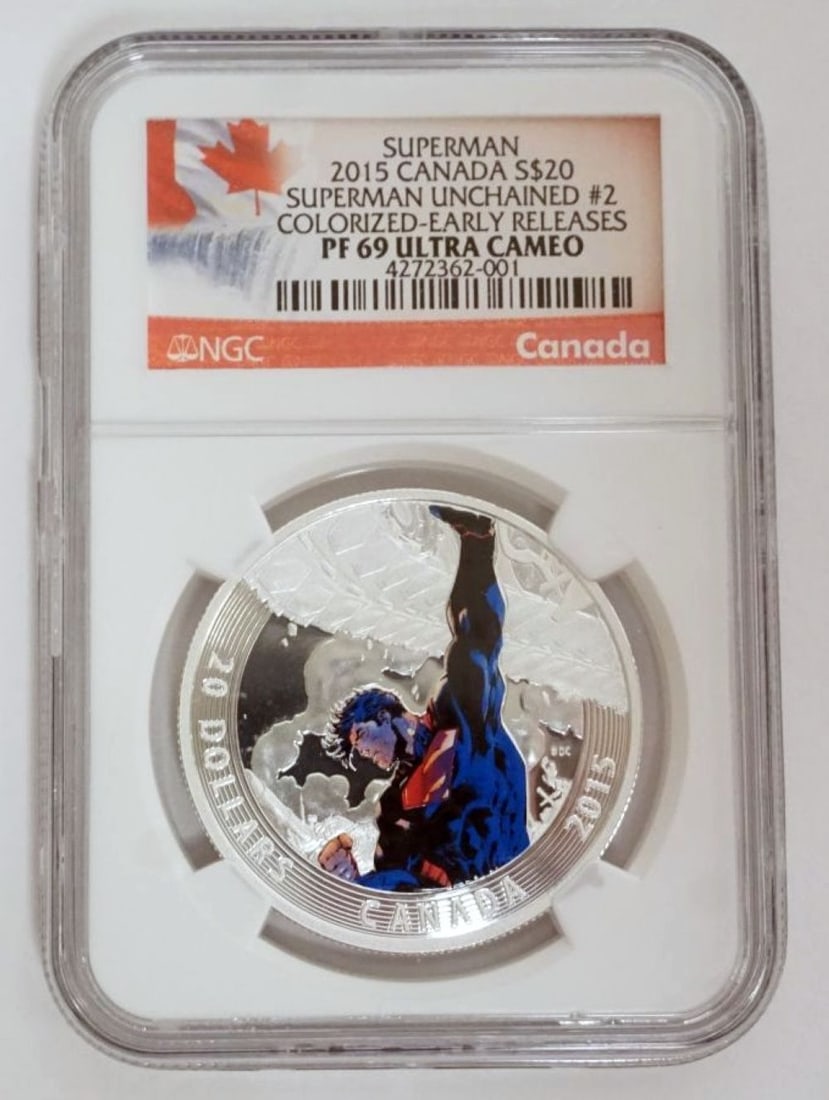 SUPERMAN
2015 CANADA S$20
SUPERMAN UNCHAINED #2
COLORIZED-EARLY RELEASES
PF 69 ULTRA CAMEO
4272362-001
NGC
Canada
20 DOLLARS CANADA 2015
DC